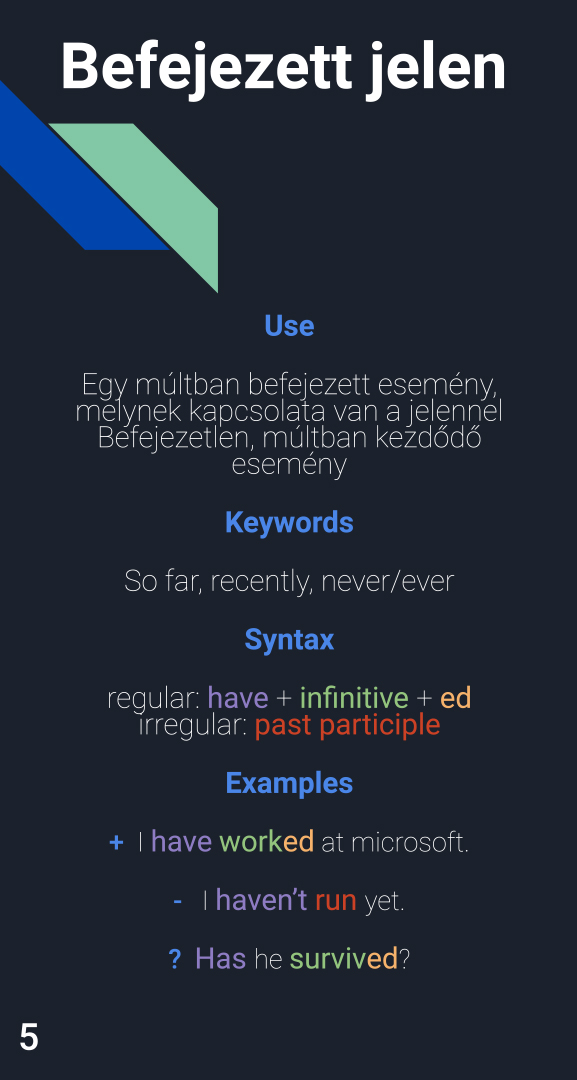 Befejezett jelen
Use
Egy múltban befejezett esemény,
melynek kapcsolata van a jelennel
Befejezetlen, múltban kezdődő
esemény
Keywords
So far, recently, never/ever
Syntax
regular: have + infinitive + ed
irregular: past participle
Examples
+ I have worked at microsoft.
- I haven’t run yet.
? Has he survived?
5